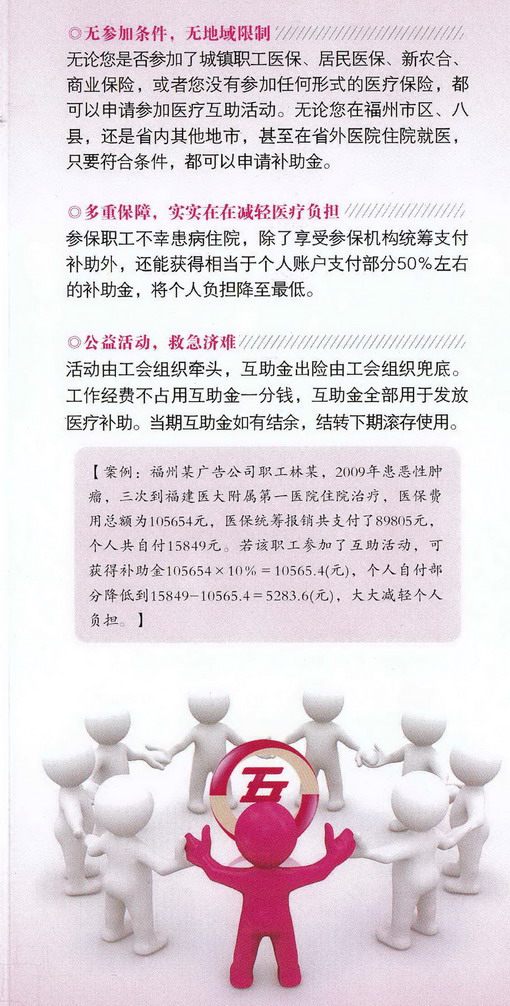 ◎无参加条件，无地域限制
无论您是否参加了城镇职工医保、居民医保、新农合、
商业保险，或者您没有参加任何形式的医疗保险，都
可以申请参加医疗互助活动。无论您在福州市区、八
县，还是省内其他地市，甚至在省外医院住院就医，
只要符合条件，都可以申请补助金。
◎多重保障，实实在在减轻医疗负担
参保职工不幸患病住院，除了享受参保机构统筹支付
补助外，还能获得相当于个人账户支付部分50%左右
的补助金，将个人负担降至最低。
◎公益活动，救急济难
活动由工会组织牵头，互助金出险由工会组织兜底。
工作经费不占用互助金一分钱，互助金全部用于发放
医疗补助。当期互助金如有结余，结转下期滚存使用。
【案例：福州某广告公司职工林某，2009年患恶性肿
瘤，三次到福建医大附属第一医院住院治疗，医保费
用总额为105654元，医保统筹报销共支付了89805元，
个人共自付15849元。若该职工参加了互助活动，可
获得补助金105654×10%=10565.4(元)，个人自付部
分降低到15849-10565.4=5283.6(元)，大大减轻个人
负担。】
互